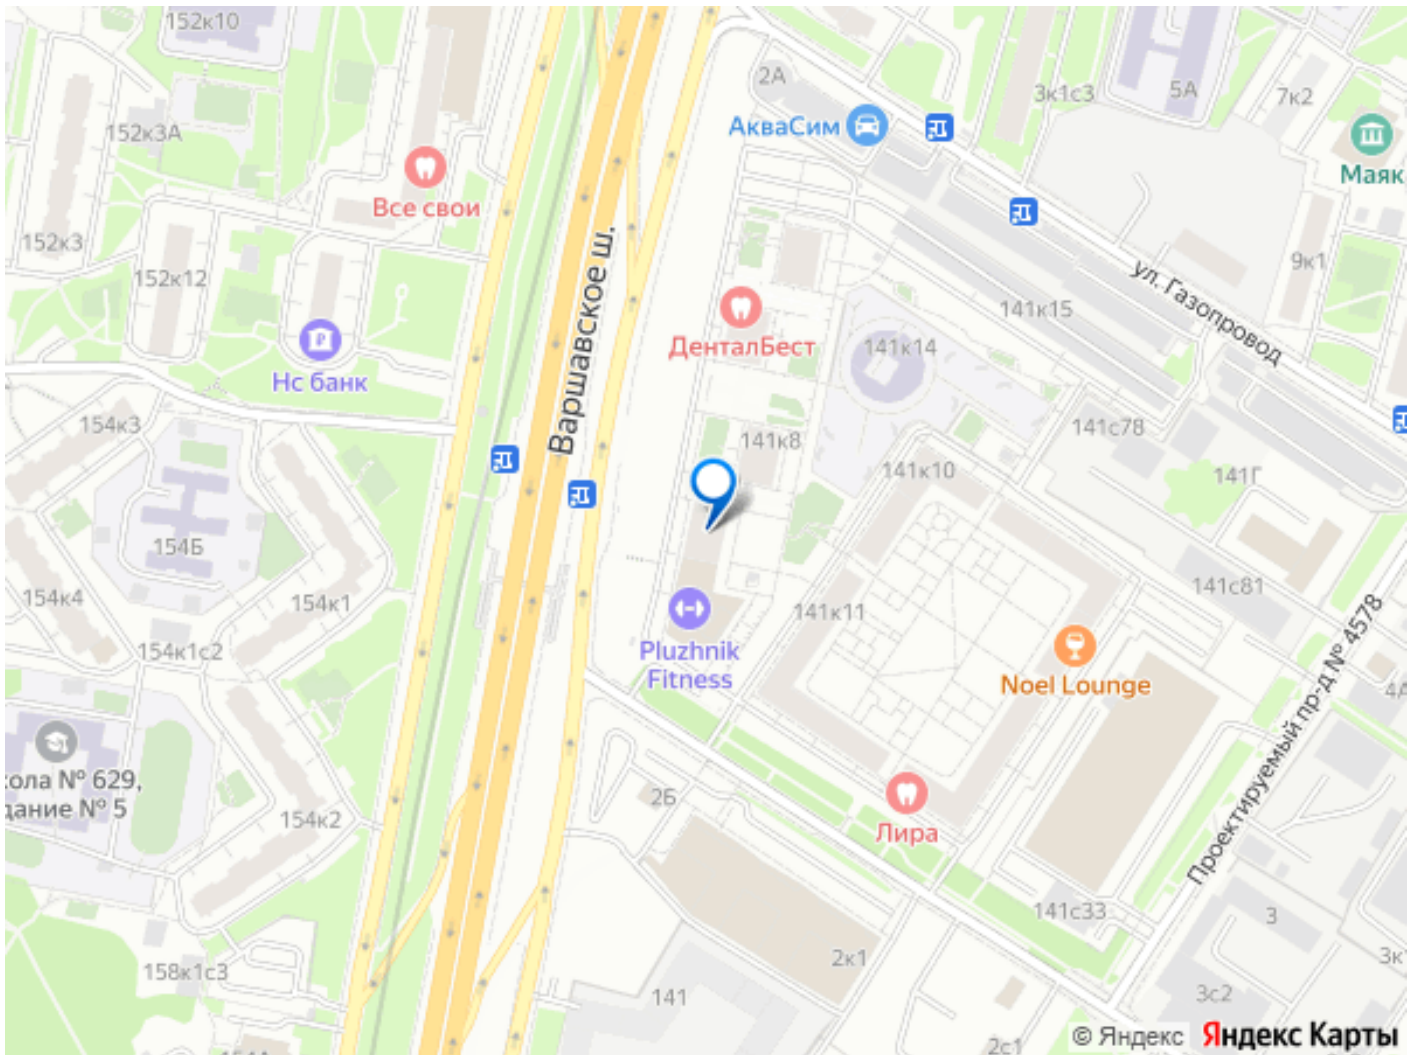 152к10
2А
3к1с3
5А
7к2
152к3А
АкваСим
Маяк
Все свои
152к3
152к12
9к1
ул. Газопровод
141к15
Варшавское ш.
ДенталБест
141к14
Нс банк
154к3
141к8
141с78
141к10
141Г
154Б
154к4
154к1
141к11
141с81
Pluzhnik
Fitness
154к1с2
Noel Lounge
Проектируемый пр-д № 4578
4А
кола № 629,
дание № 5
2Б
154к2
Лира
141с33
3
158к1с3
2к1
3к
141
3с2
154А
2с1
© Яндекс
Яндекс Карты